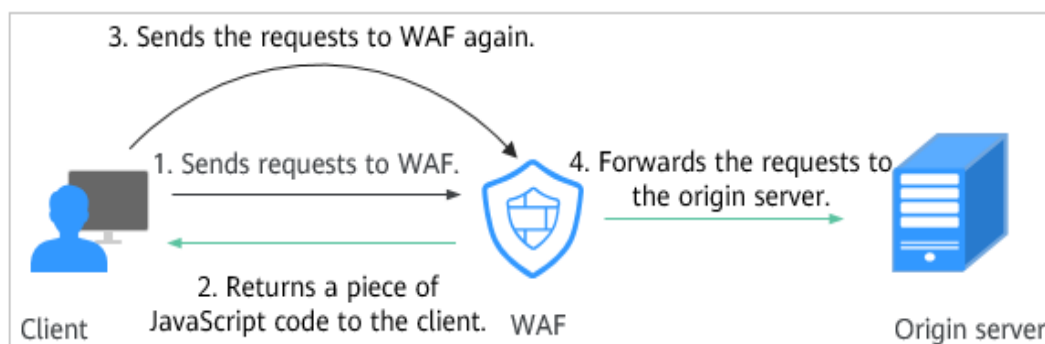 3. Sends the requests to WAF again.
1. Sends requests to WAF.
4. Forwards the requests to
the origin server.
2. Returns a piece of
JavaScript code to the client.
Client
WAF
Origin server